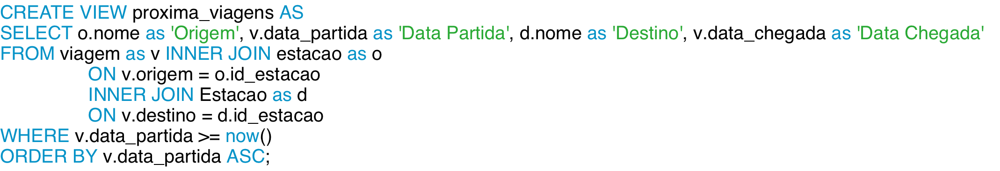 CREATE VIEW proxima_viagens AS
SELECT o.nome as 'Origem', v.data_partida as 'Data Partida', d.nome as 'Destino', v.data_chegada as 'Data Chegada'
FROM viagem as v INNER JOIN estacao as o
ON v.origem = o.id_estacao
INNER JOIN Estacao as d
ON v.destino = d.id_estacao
WHERE v.data_partida >= now()
ORDER BY v.data_partida ASC;